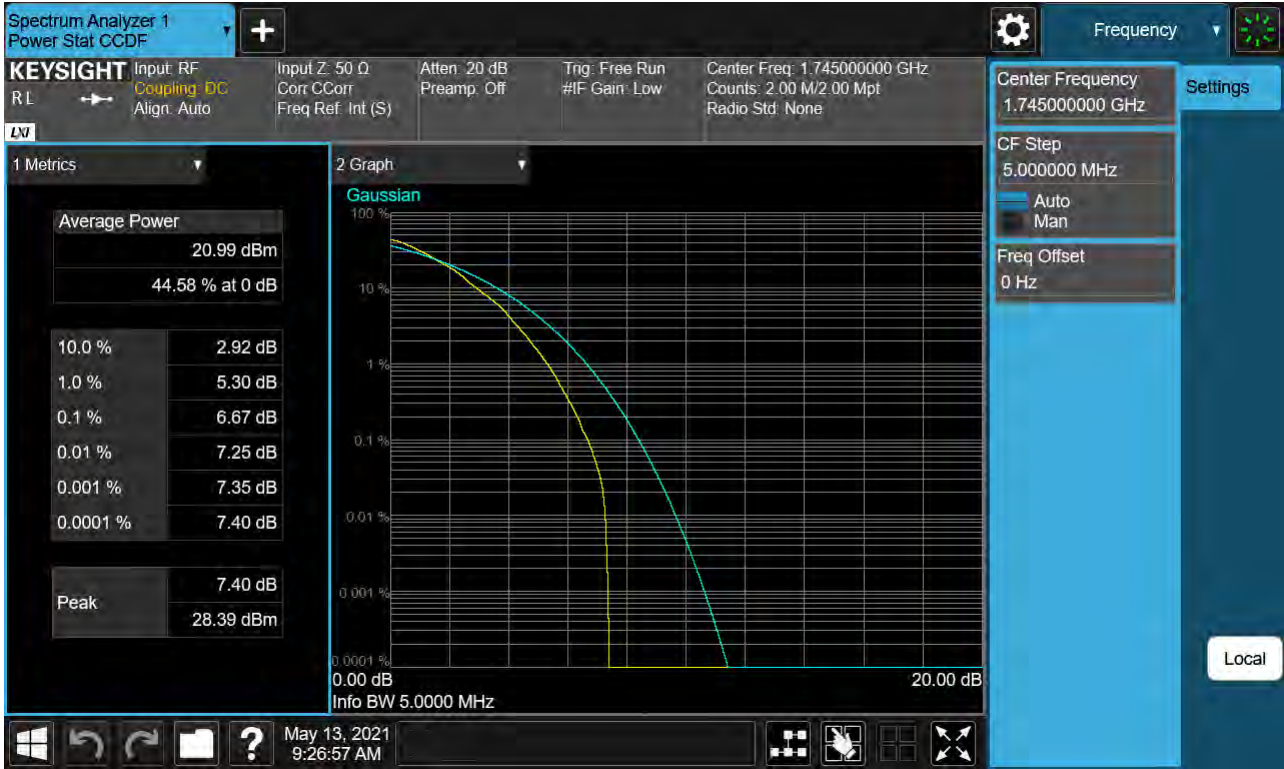 Spectrum Analyzer 1
Power Stat CCDF
Frequency
KEYSIGHT
R L
LXI
Input: RF
Coupling: DC
Align: Auto
Input Z: 50 Ω
Corr CCorr
Freq Ref: Int (S)
Atten: 20 dB
Preamp: Off
Trig: Free Run
#IF Gain: Low
Center Freq: 1.745000000 GHz
Counts: 2.00 M/2.00 Mpt
Radio Std: None
Center Frequency
1.745000000 GHz
Settings
CF Step
5.000000 MHz
Auto
Man
Freq Offset
0 Hz
1 Metrics
Average Power
20.99 dBm
44.58 % at 0 dB
10.0 % 2.92 dB
1.0 % 5.30 dB
0.1 % 6.67 dB
0.01 % 7.25 dB
0.001 % 7.35 dB
0.0001 % 7.40 dB
Peak
7.40 dB
28.39 dBm
2 Graph
Gaussian
100 %
10 %
1 %
0.1 %
0.01 %
0.001 %
0.0001 %
0.00 dB 20.00 dB
Info BW 5.0000 MHz
Local
?
May 13, 2021
9:26:57 AM